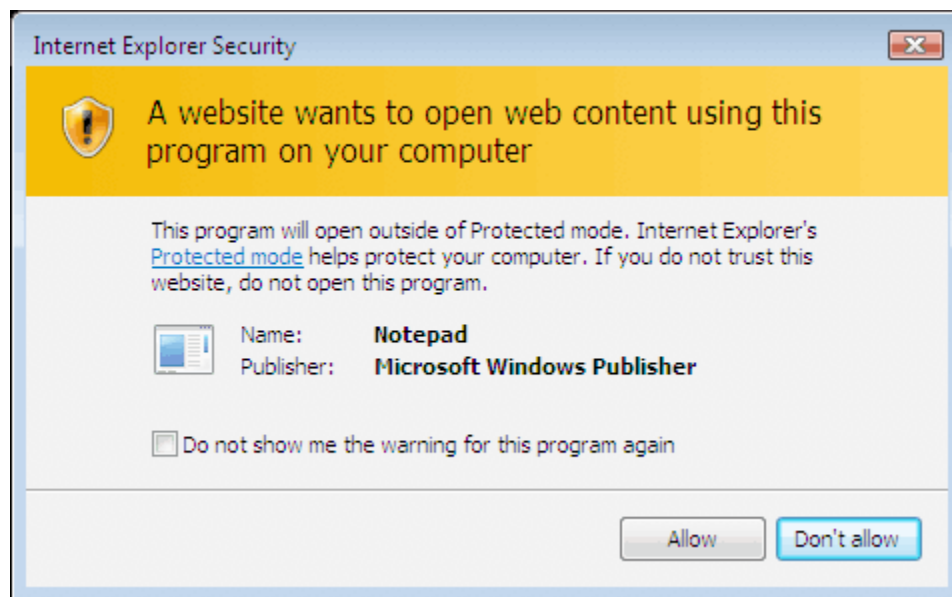 Internet Explorer Security
A website wants to open web content using this
program on your computer
This program will open outside of Protected mode. Internet Explorer's
Protected mode helps protect your computer. If you do not trust this
website, do not open this program.
Name: Notepad
Publisher: Microsoft Windows Publisher
Do not show me the warning for this program again
Allow Don't allow